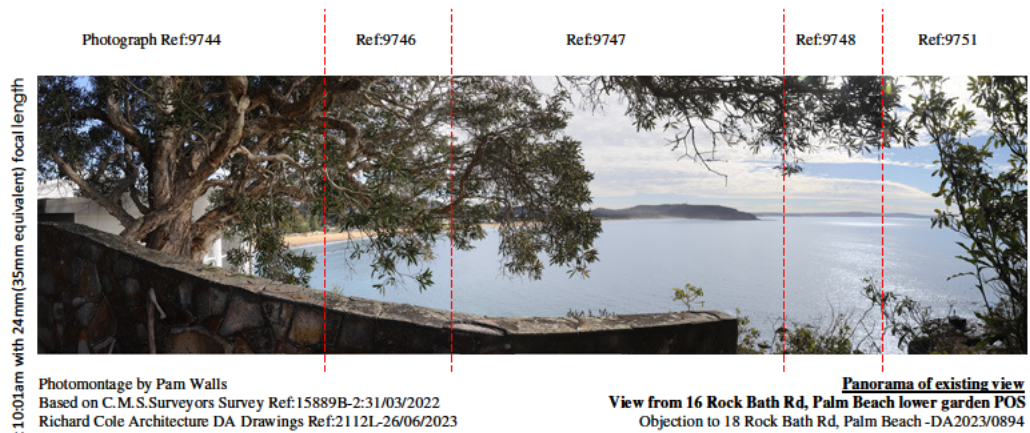 Photograph Ref:9744 Ref:9746 Ref:9747 Ref:9748 Ref:9751
10:01am with 24mm(35mm equivalent) focal length
Photomontage by Pam Walls
Based on C.M.S.Surveyors Survey Ref:15889B-2:31/03/2022
Richard Cole Architecture DA Drawings Ref:2112L-26/06/2023
Panorama of existing view
View from 16 Rock Bath Rd, Palm Beach lower garden POS
Objection to 18 Rock Bath Rd, Palm Beach -DA2023/0894